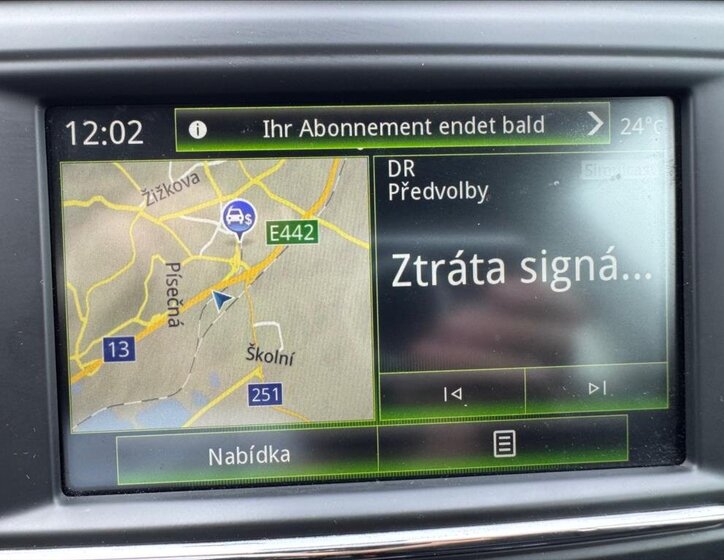 12:02
Ihr Abonnement endet bald
24°c
DR
Předvolby
Ztráta signá...
Žižkova
$
E442
Písečná
13
Školní
251
Nabídka